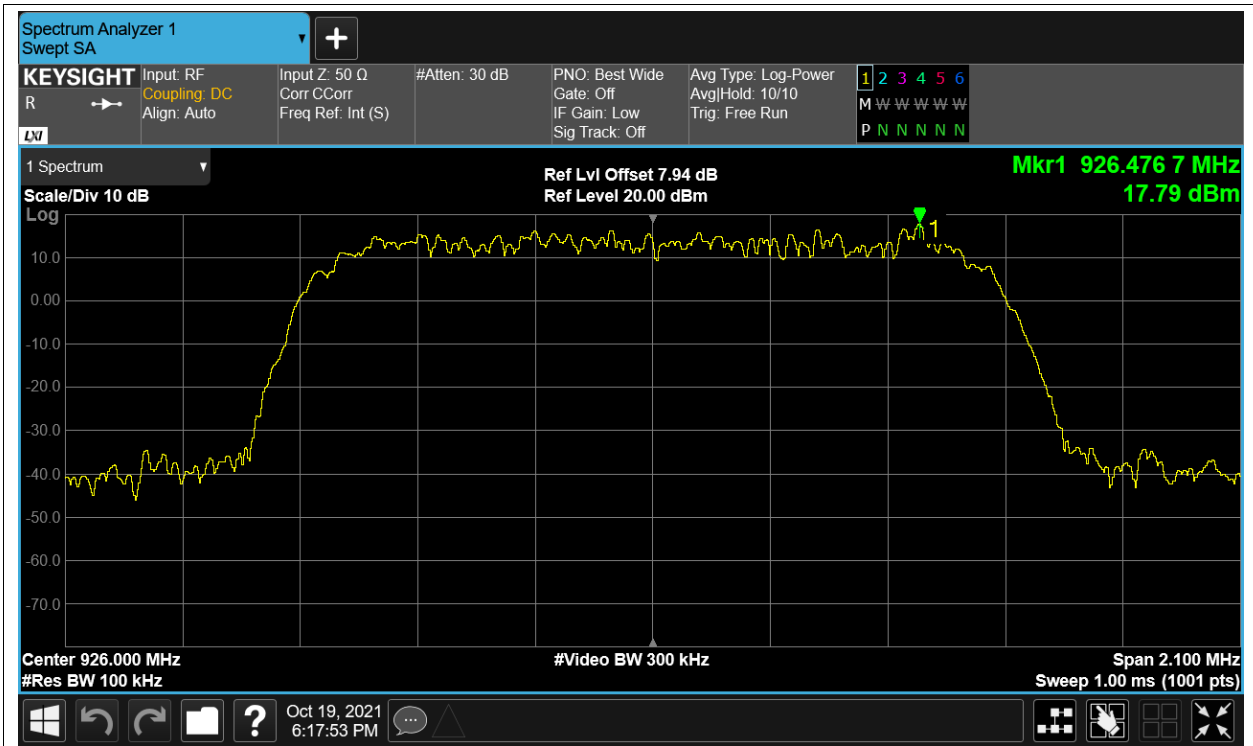 Spectrum Analyzer 1
Swept SA
KEYSIGHT
R
LXI
Input: RF
Coupling: DC
Align: Auto
Input Z: 50 Ω
Corr CCorr
Freq Ref: Int (S)
#Atten: 30 dB
PNO: Best Wide
Gate: Off
IF Gain: Low
Sig Track: Off
Avg Type: Log-Power
Avg|Hold: 10/10
Trig: Free Run
1 2 3 4 5 6
M W W W W W W
P N N N N N N
1 Spectrum
Scale/Div 10 dB
Log
Ref Lvl Offset 7.94 dB
Ref Level 20.00 dBm
Mkr1 926.476 7 MHz
17.79 dBm
1
10.0
0.00
-10.0
-20.0
-30.0
-40.0
-50.0
-60.0
-70.0
Center 926.000 MHz
#Video BW 300 kHz
Span 2.100 MHz
#Res BW 100 kHz
Sweep 1.00 ms (1001 pts)
?
Oct 19, 2021
6:17:53 PM